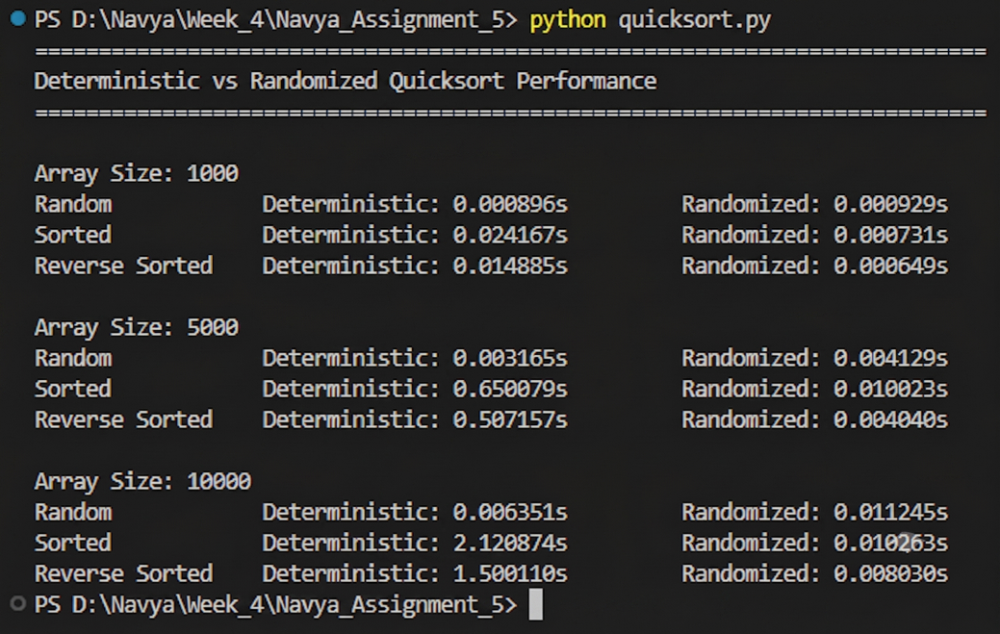 PS D:\Navya\Week_4\Navya_Assignment_5> python quicksort.py
===========================================================================
Deterministic vs Randomized Quicksort Performance
===========================================================================
Array Size: 1000
Random Deterministic: 0.000896s Randomized: 0.000929s
Sorted Deterministic: 0.024167s Randomized: 0.000731s
Reverse Sorted Deterministic: 0.014885s Randomized: 0.000649s
Array Size: 5000
Random Deterministic: 0.003165s Randomized: 0.004129s
Sorted Deterministic: 0.650079s Randomized: 0.010023s
Reverse Sorted Deterministic: 0.507157s Randomized: 0.004040s
Array Size: 10000
Random Deterministic: 0.006351s Randomized: 0.011245s
Sorted Deterministic: 2.120874s Randomized: 0.010263s
Reverse Sorted Deterministic: 1.500110s Randomized: 0.008030s
PS D:\Navya\Week_4\Navya_Assignment_5>